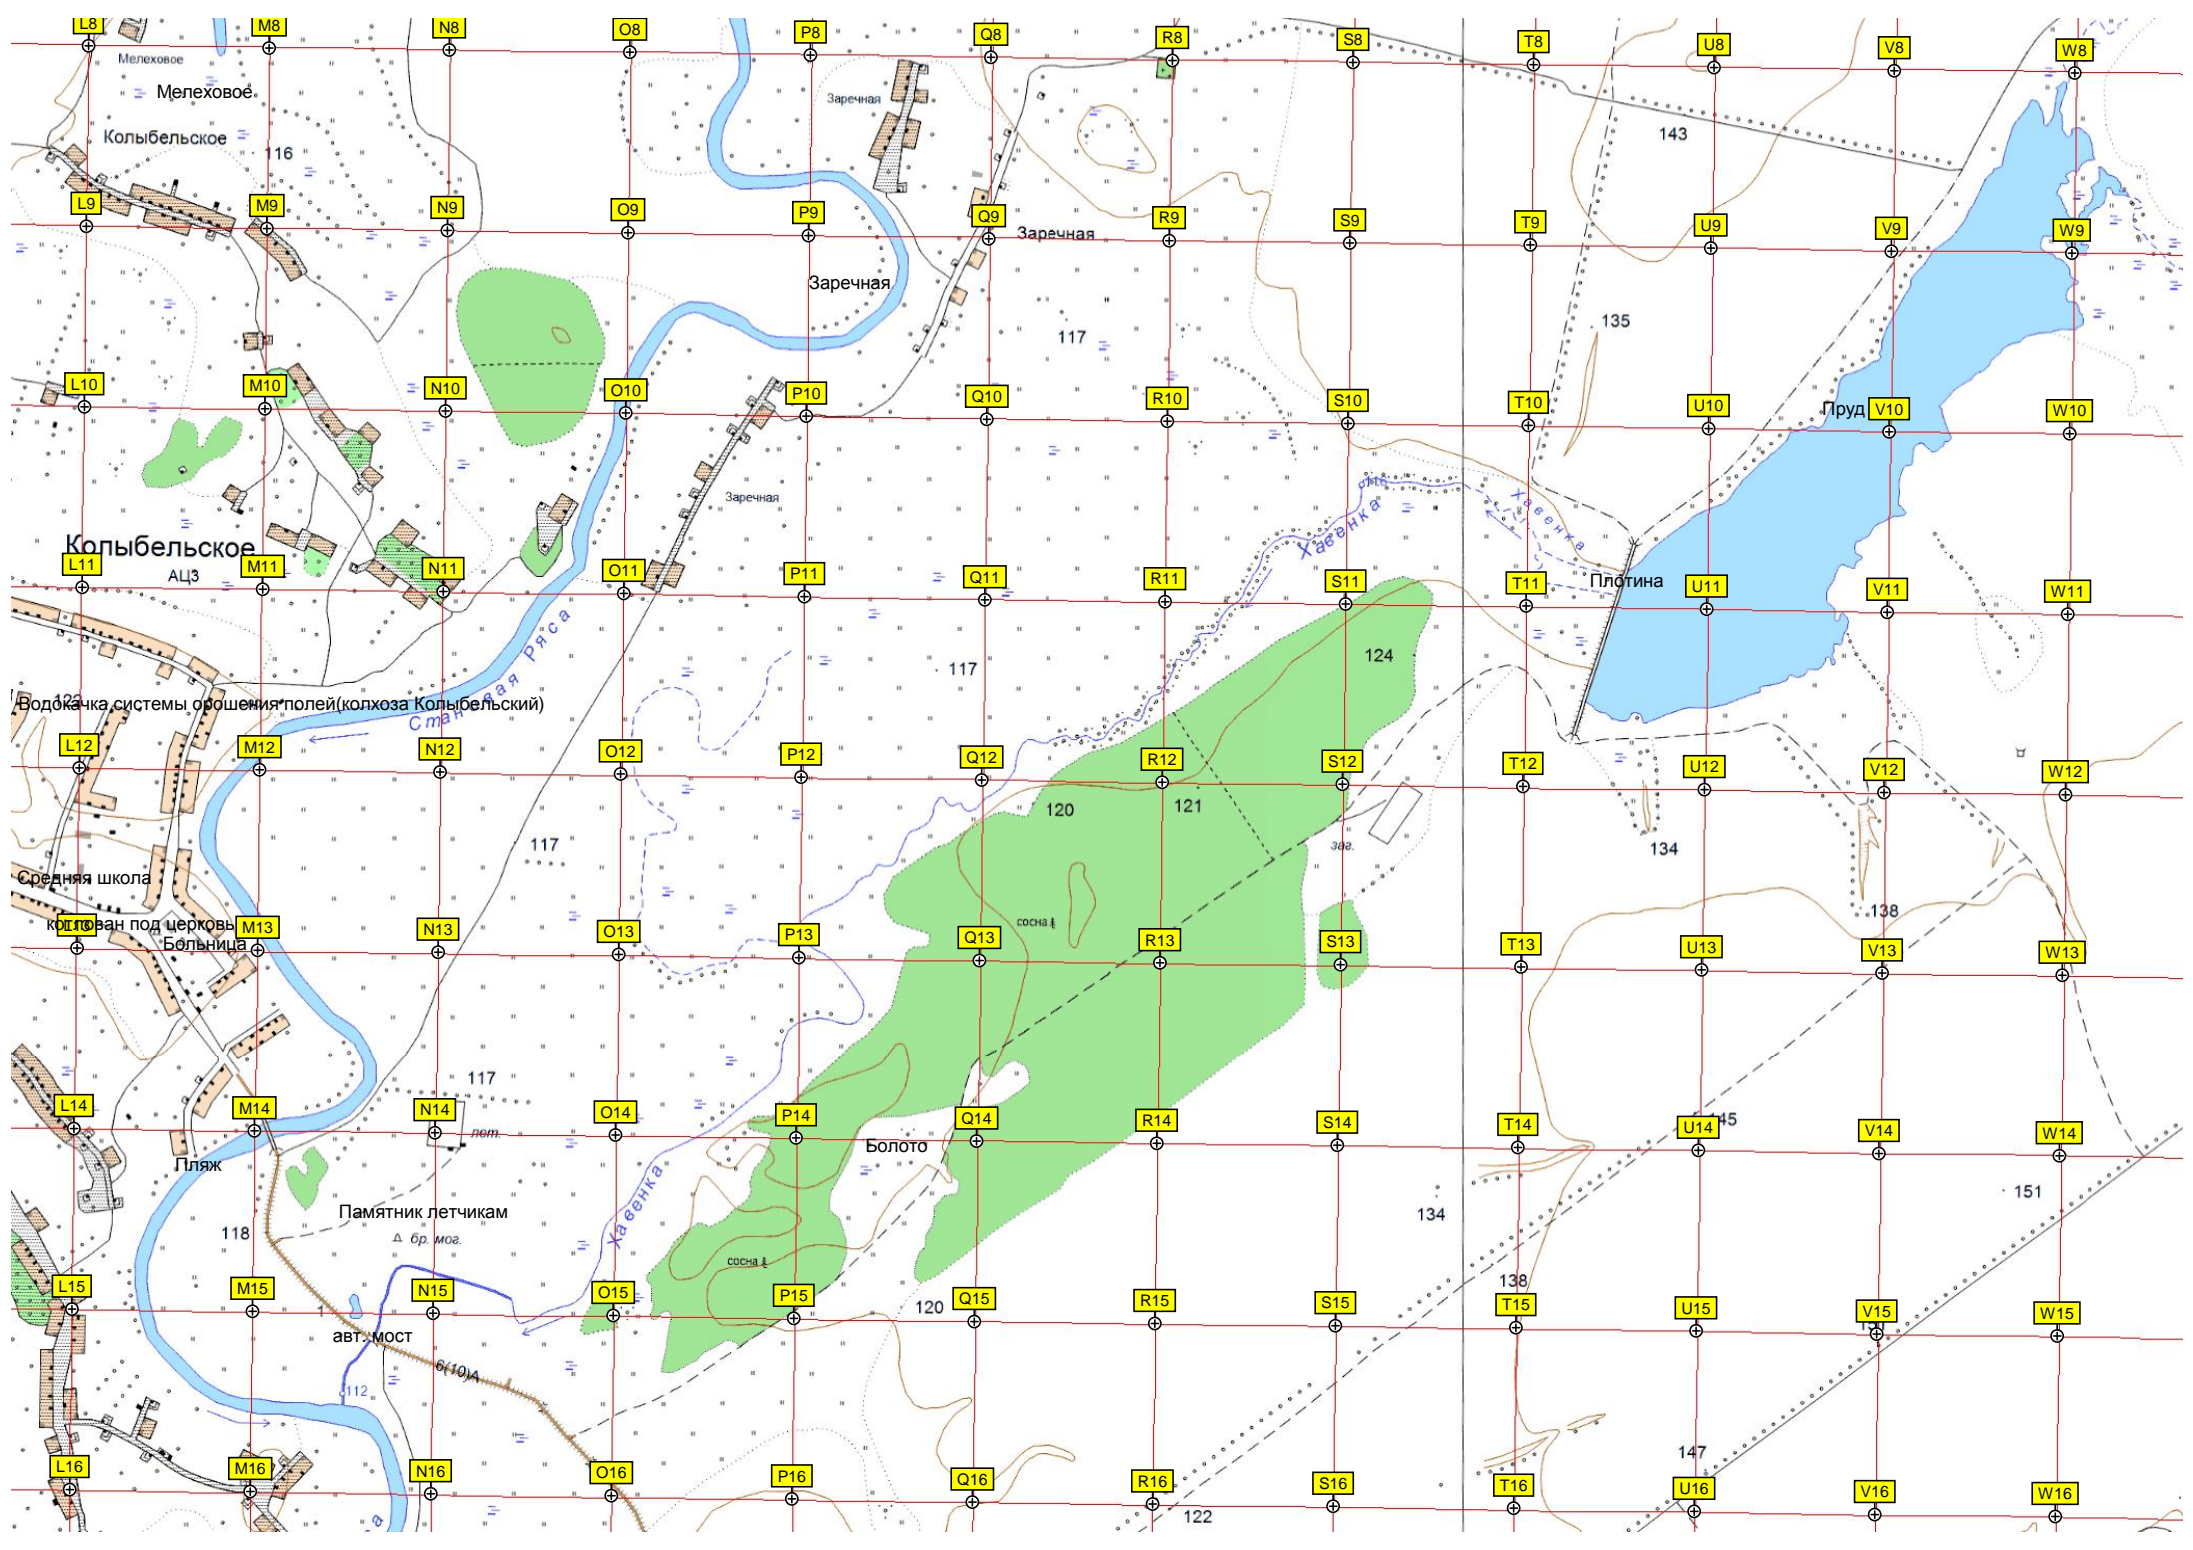 L8 M8 N8 O8 P8 Q8 R8 S8 T8 U8 V8 W8
Мелеховое
Мелеховое
Заречная
Колыбельское
116
143
L9 M9 N9 O9 P9 Q9 R9 S9 T9 U9 V9 W9
Заречная
Заречная
117
135
L10 M10 N10 O10 P10 Q10 R10 S10 T10 U10 V10 W10
Пруд
Заречная
Хавенка
Хавенка
Колыбельское
АЦЗ
L11 M11 N11 O11 P11 Q11 R11 S11 T11 U11 V11 W11
Плотина
Становая Ряса
117
124
Водокачка системы орошения полей(колхоза Колыбельский)
L12 M12 N12 O12 P12 Q12 R12 S12 T12 U12 V12 W12
120
121
117
заг.
134
Средняя школа
138
котлован под церковь
сосна
Больница
L13 M13 N13 O13 P13 Q13 R13 S13 T13 U13 V13 W13
117
L14 M14 N14 O14 P14 Q14 R14 S14 T14 U14 V14 W14
45
пот.
Болото
Пляж
Хавенка
151
Памятник летчикам
134
118
бр. мог.
сосна
138
L15 M15 N15 O15 P15 Q15 R15 S15 T15 U15 V15 W15
120
1
авт. мост
6(10)А
112
147
L16 M16 N16 O16 P16 Q16 R16 S16 T16 U16 V16 W16
122
а